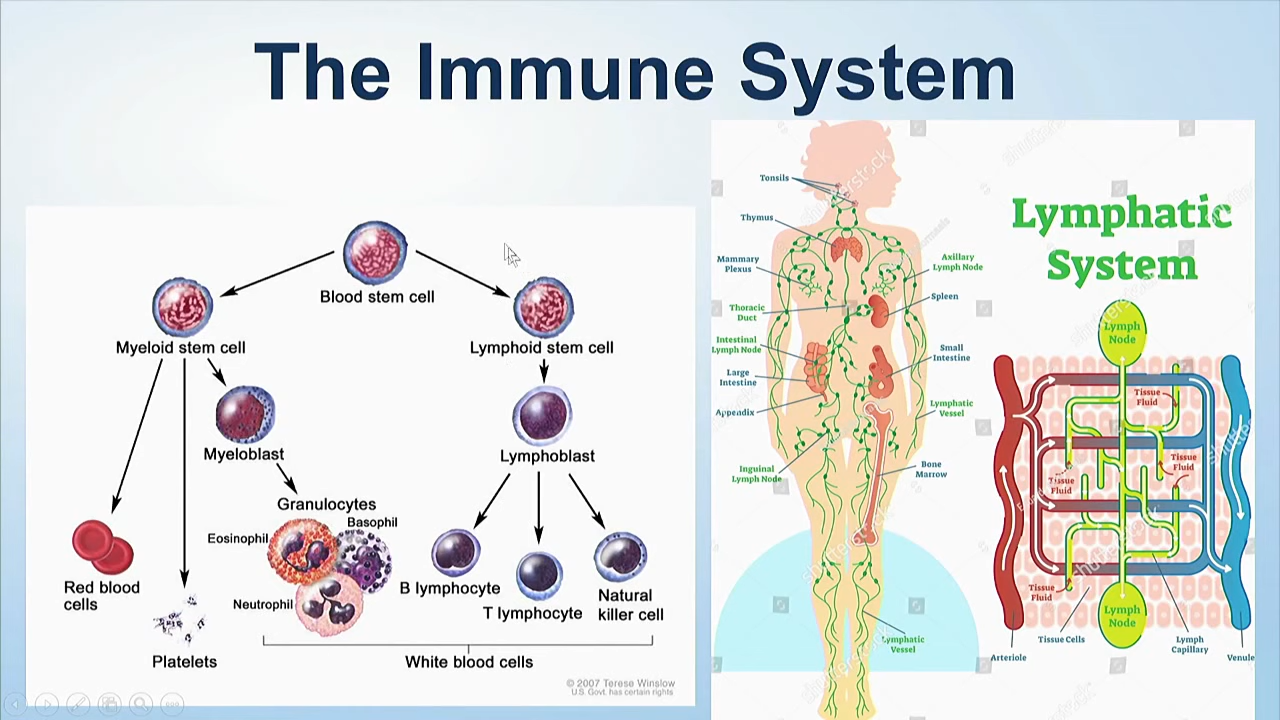 The Immune System
Blood stem cell
Myeloid stem cell
Lymphoid stem cell
Myeloblast
Lymphoblast
Granulocytes
Basophil
Eosinophil
Neutrophil
Red blood
cells
Platelets
B lymphocyte
T lymphocyte
Natural
killer cell
White blood cells
© 2007 Terese Winslow
U.S. Govt. has certain rights
Tonsils
Thymus
Mammary
Plexus
Axillary
Lymph Node
Spleen
Thoracic
Duct
Intestinal
Lymph Node
Small
Intestine
Large
Intestine
Appendix
Lymphatic
Vessel
Inguinal
Lymph Node
Bone
Marrow
Lymphatic
Vessel
Lymphatic
System
Lymph
Node
Tissue
Fluid
Tissue
Fluid
Tissue
Fluid
Tissue
Fluid
Lymph
Node
Arteriole
Tissue Cells
Lymph
Capillary
Venule
shutterstock